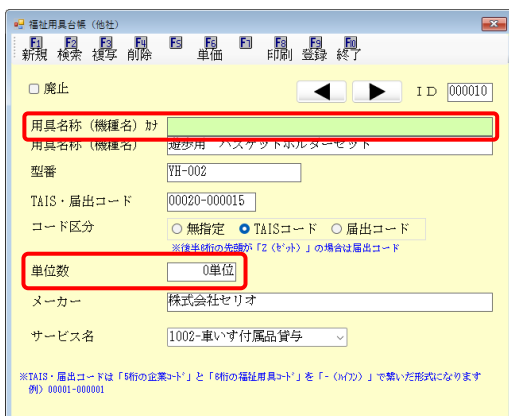 福祉用具台帳（他社）
F1 F2 F3 F4 F5 F6 F7 F8 F9 F10
新規 検索 複写 削除 単価 印刷 登録 終了
廃止 ＩＤ 000010
用具名称（機種名）ｶﾅ
用具名称（機種名） 遊歩用 バスケットホルダーセット
型番 YH-002
TAIS・届出コード 00020-000015
コード区分 無指定 TAISコード 届出コード
※後半6桁の先頭が「Z（ｾﾞｯﾄ）」の場合は届出コード
単位数 0単位
メーカー 株式会社セリオ
サービス名 1002-車いす付属品貸与
※TAIS・届出コードは「5桁の企業ｺｰﾄﾞ」と「6桁の福祉用具ｺｰﾄﾞ」を「-（ﾊｲﾌﾝ）」で繋いだ形式になります
例）00001-000001